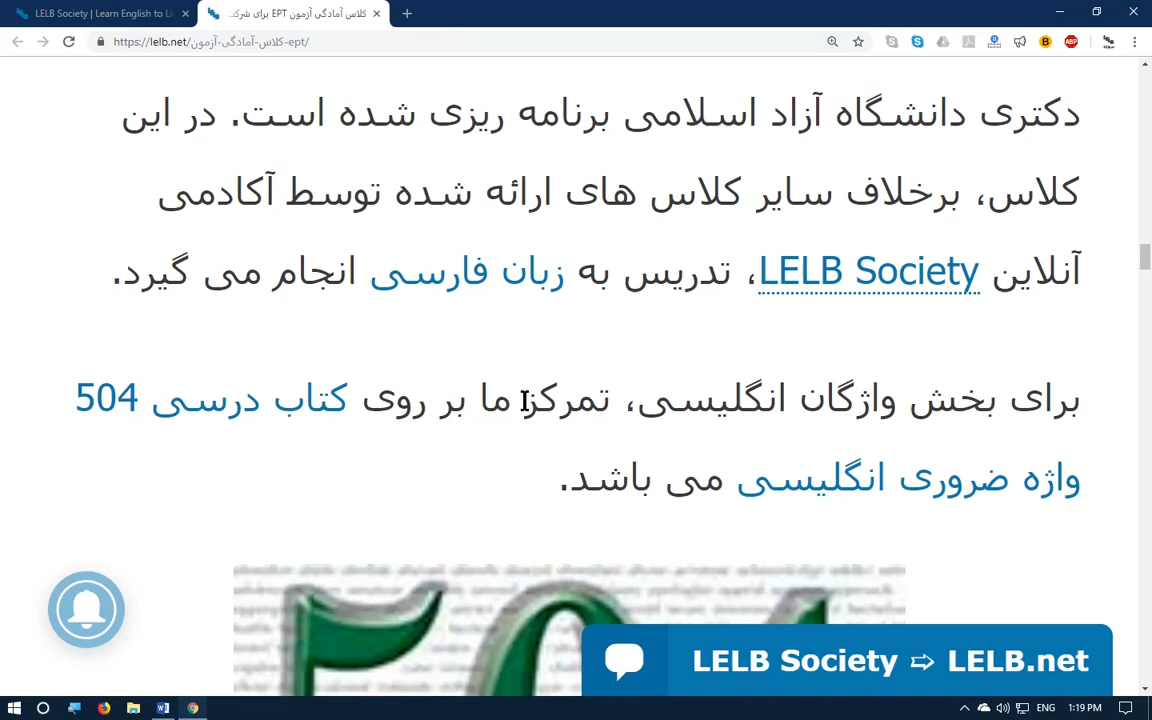 LELB Society | Learn English to Li
کلاس آمادگی آزمون EPT برای شرکت
https://lelb.net/کلاس-آمادگی-آزمون-ept/
ABP
دکتری دانشگاه آزاد اسلامی برنامه ریزی شده است. در این
کلاس، برخلاف سایر کلاس های ارائه شده توسط آکادمی
آنلاین LELB Society، تدریس به زبان فارسی انجام می گیرد.
برای بخش واژگان انگلیسی، تمرکز ما بر روی کتاب درسی 504
واژه ضروری انگلیسی می باشد.
504
LELB Society ⇨ LELB.net
ENG 1:19 PM